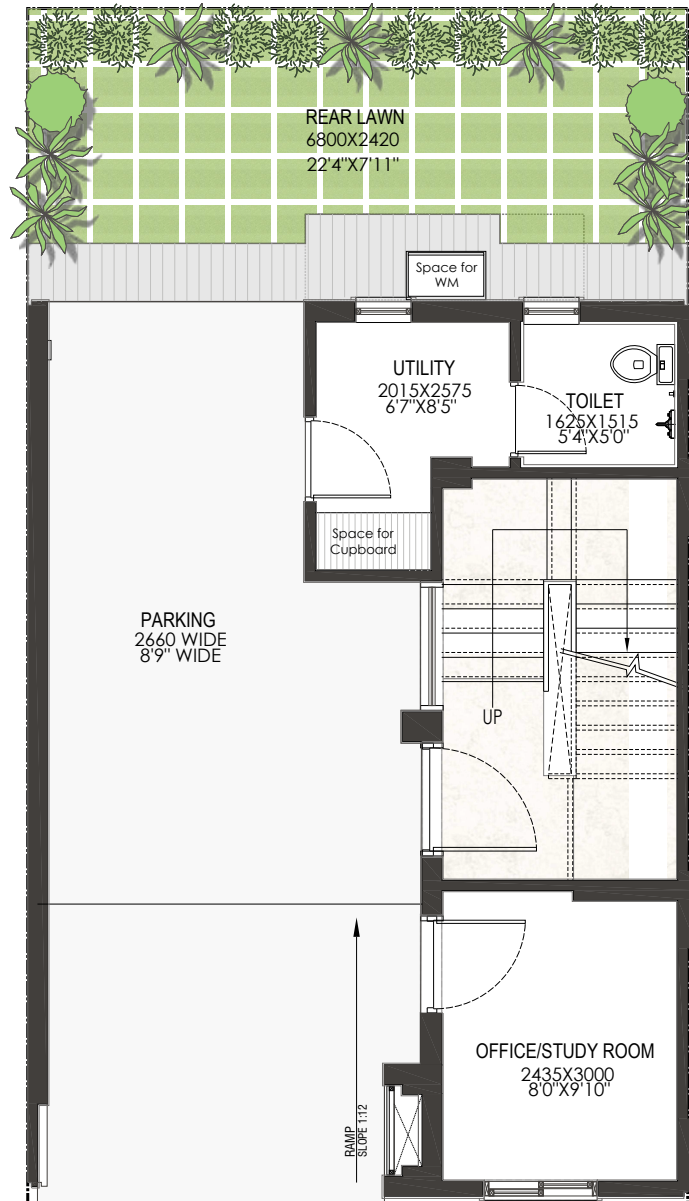 REAR LAWN
6800X2420
22'4"X7'11"
Space for
WM
UTILITY
2015X2575
6'7"X8'5"
TOILET
1625X1515
5'4"X5'0"
Space for
Cupboard
PARKING
2660 WIDE
8'9" WIDE
UP
OFFICE/STUDY ROOM
2435X3000
8'0"X9'10"
RAMP
SLOPE 1:12